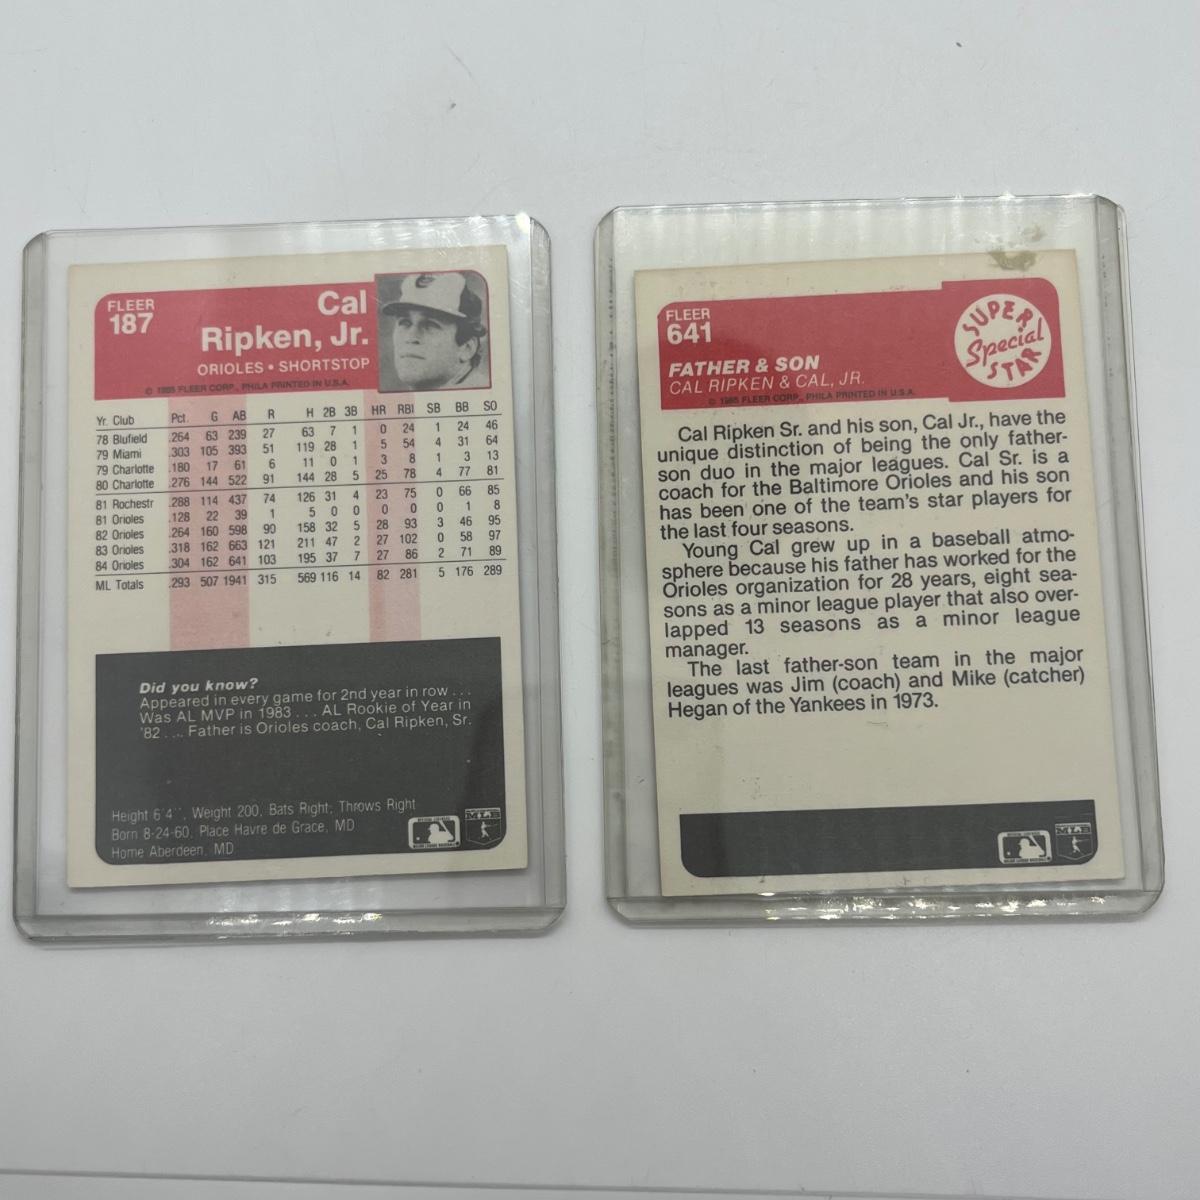 FLEER
187
Cal
Ripken, Jr.
ORIOLES • SHORTSTOP
© 1985 FLEER CORP., PHILA PRINTED IN U.S.A.
Yr. Club Pct. G AB R H 2B 3B HR RBI SB BB SO
78 Blufield .264 63 239 27 63 7 1 0 24 1 24 46
79 Miami .303 105 393 51 119 28 1 5 54 4 31 64
79 Charlotte .180 17 61 6 11 0 1 3 8 1 3 13
80 Charlotte .276 144 522 91 144 28 5 25 78 4 77 81
81 Rochestr .288 114 437 74 126 31 4 23 75 0 66 85
81 Orioles .128 22 39 1 5 0 0 0 0 0 1 8
82 Orioles .264 160 598 90 158 32 5 28 93 3 46 95
83 Orioles .318 162 663 121 211 47 2 27 102 0 58 97
84 Orioles .304 162 641 103 195 37 7 27 86 2 71 89
ML Totals .293 507 1941 315 569 116 14 82 281 5 176 289
Did you know?
Appeared in every game for 2nd year in row . . .
Was AL MVP in 1983 . . . AL Rookie of Year in
'82 . . . Father is Orioles coach, Cal Ripken, Sr.
Height 6'4'', Weight 200, Bats Right; Throws Right
Born 8-24-60, Place Havre de Grace, MD
Home Aberdeen, MD
MLB
FLEER
641
SUPER
Special
STAR
FATHER & SON
CAL RIPKEN & CAL, JR.
© 1985 FLEER CORP., PHILA PRINTED IN U.S.A.
Cal Ripken Sr. and his son, Cal Jr., have the
unique distinction of being the only father-
son duo in the major leagues. Cal Sr. is a
coach for the Baltimore Orioles and his son
has been one of the team's star players for
the last four seasons.
Young Cal grew up in a baseball atmo-
sphere because his father has worked for the
Orioles organization for 28 years, eight sea-
sons as a minor league player that also over-
lapped 13 seasons as a minor league
manager.
The last father-son team in the major
leagues was Jim (coach) and Mike (catcher)
Hegan of the Yankees in 1973.
MLB